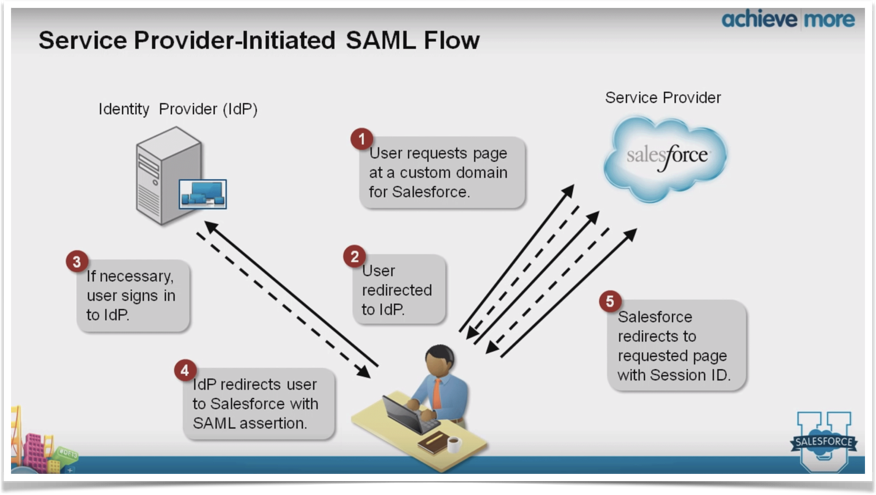 achieve more
Service Provider-Initiated SAML Flow
Identity Provider (IdP)
Service Provider
salesforce
1
User requests page
at a custom domain
for Salesforce.
2
User
redirected
to IdP.
3
If necessary,
user signs in
to IdP.
4
IdP redirects user
to Salesforce with
SAML assertion.
5
Salesforce
redirects to
requested page
with Session ID.
U
SALESFORCE